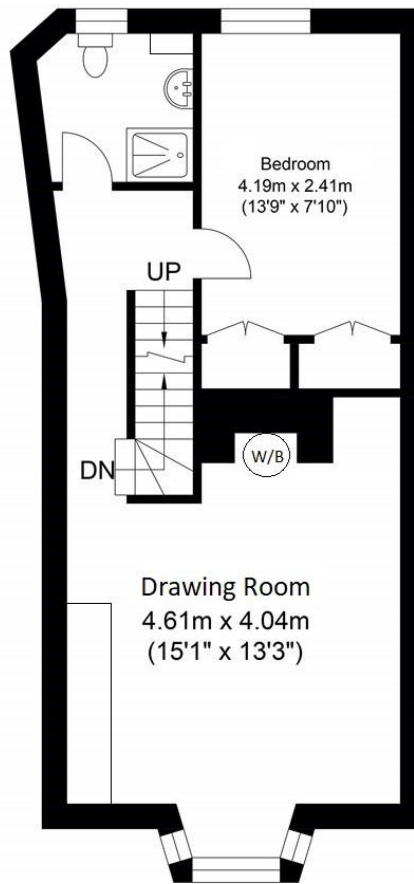 Bedroom
4.19m x 2.41m
(13'9" x 7'10")
UP
DN
W/B
Drawing Room
4.61m x 4.04m
(15'1" x 13'3")